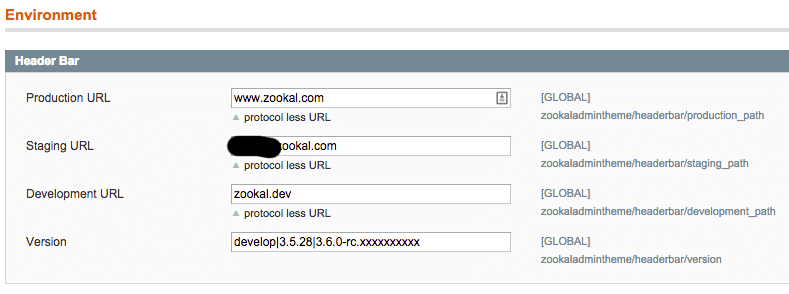 Environment
Header Bar
Production URL www.zookal.com [GLOBAL]
▲ protocol less URL zookaladmintheme/headerbar/production_path
Staging URL ookal.com [GLOBAL]
▲ protocol less URL zookaladmintheme/headerbar/staging_path
Development URL zookal.dev [GLOBAL]
▲ protocol less URL zookaladmintheme/headerbar/development_path
Version develop|3.5.28|3.6.0-rc.xxxxxxxxxx [GLOBAL]
zookaladmintheme/headerbar/version